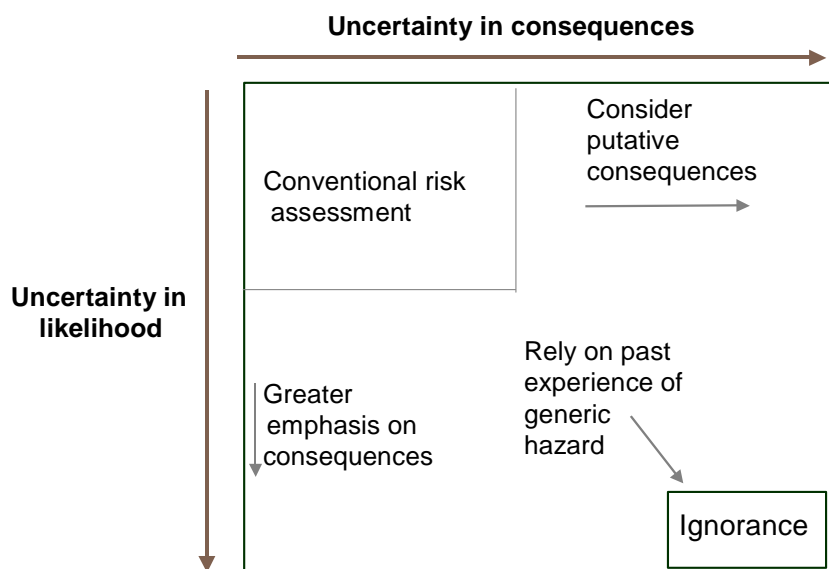 Uncertainty in consequences
Consider
putative
consequences
Conventional risk
assessment
Uncertainty in
likelihood
Rely on past
experience of
generic
hazard
Greater
emphasis on
consequences
Ignorance